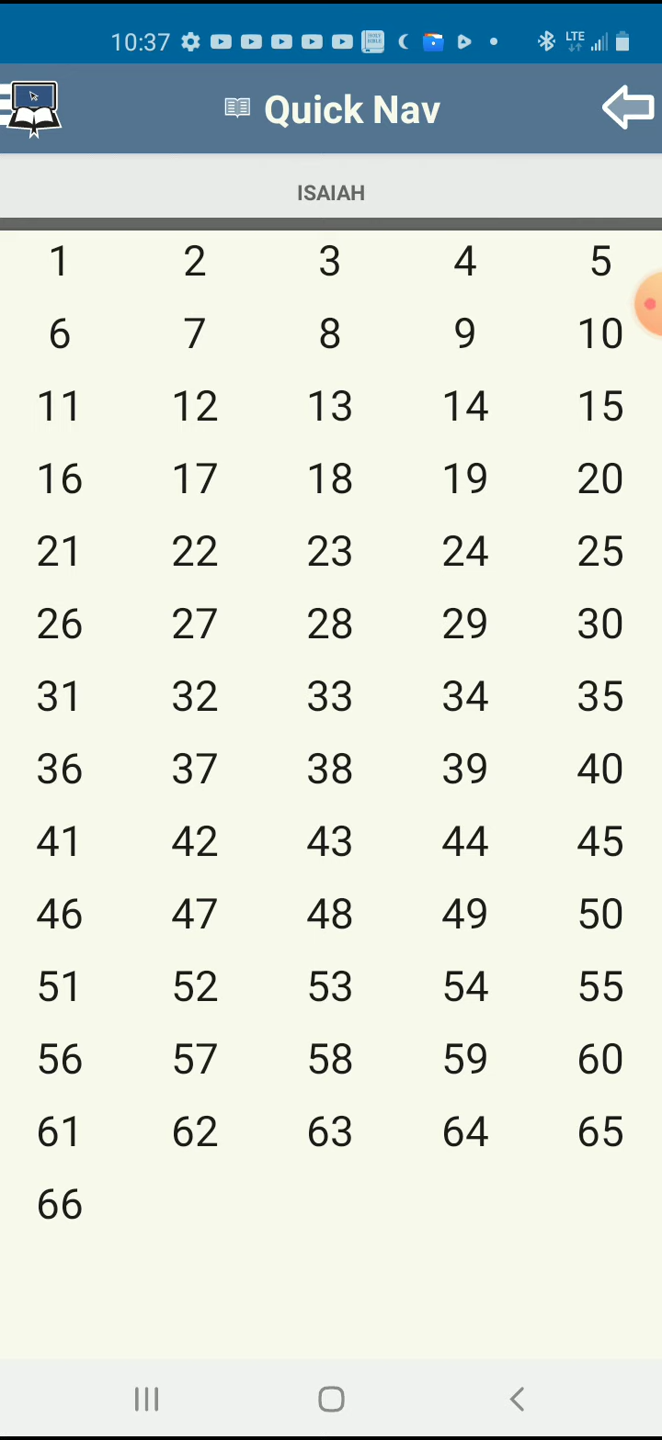 10:37 LTE
Quick Nav
ISAIAH
1 2 3 4 5
6 7 8 9 10
11 12 13 14 15
16 17 18 19 20
21 22 23 24 25
26 27 28 29 30
31 32 33 34 35
36 37 38 39 40
41 42 43 44 45
46 47 48 49 50
51 52 53 54 55
56 57 58 59 60
61 62 63 64 65
66